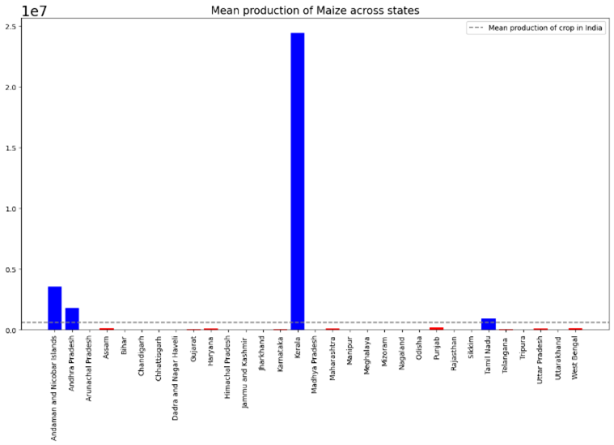 Mean production of Maize across states
1e7
Mean production of crop in India
2.5
2.0
1.5
1.0
0.5
0.0
Andaman and Nicobar Islands
Andhra Pradesh
Arunachal Pradesh
Assam
Bihar
Chandigarh
Chhattisgarh
Dadra and Nagar Haveli
Gujarat
Haryana
Himachal Pradesh
Jammu and Kashmir
Jharkhand
Karnataka
Kerala
Madhya Pradesh
Maharashtra
Manipur
Meghalaya
Mizoram
Nagaland
Odisha
Punjab
Rajasthan
Sikkim
Tamil Nadu
Telangana
Tripura
Uttar Pradesh
Uttarakhand
West Bengal